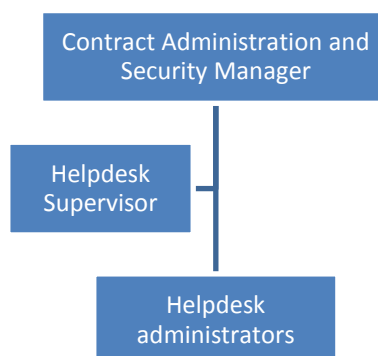 Contract Administration and
Security Manager
Helpdesk
Supervisor
Helpdesk
administrators